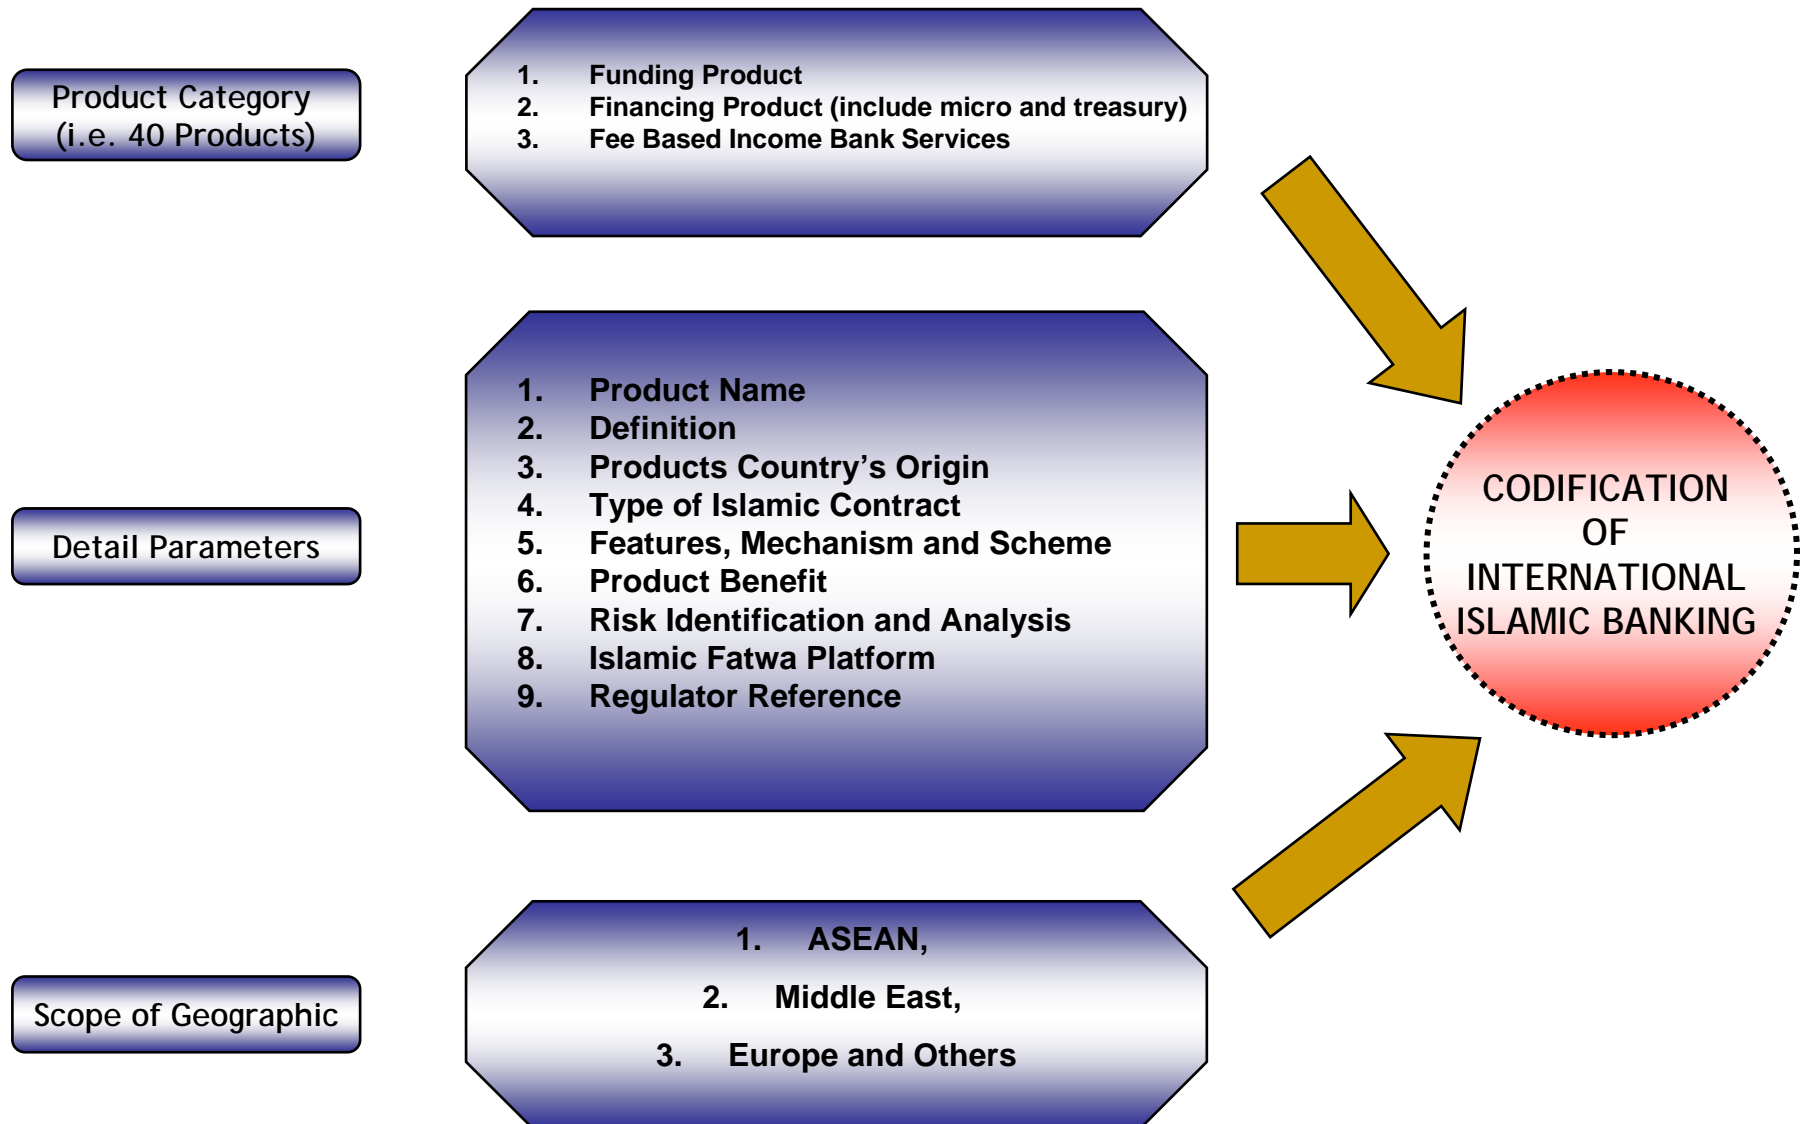 Product Category
(i.e. 40 Products)
1. Funding Product
2. Financing Product (include micro and treasury)
3. Fee Based Income Bank Services
Detail Parameters
1. Product Name
2. Definition
3. Products Country’s Origin
4. Type of Islamic Contract
5. Features, Mechanism and Scheme
6. Product Benefit
7. Risk Identification and Analysis
8. Islamic Fatwa Platform
9. Regulator Reference
Scope of Geographic
1. ASEAN,
2. Middle East,
3. Europe and Others
CODIFICATION
OF
INTERNATIONAL
ISLAMIC BANKING